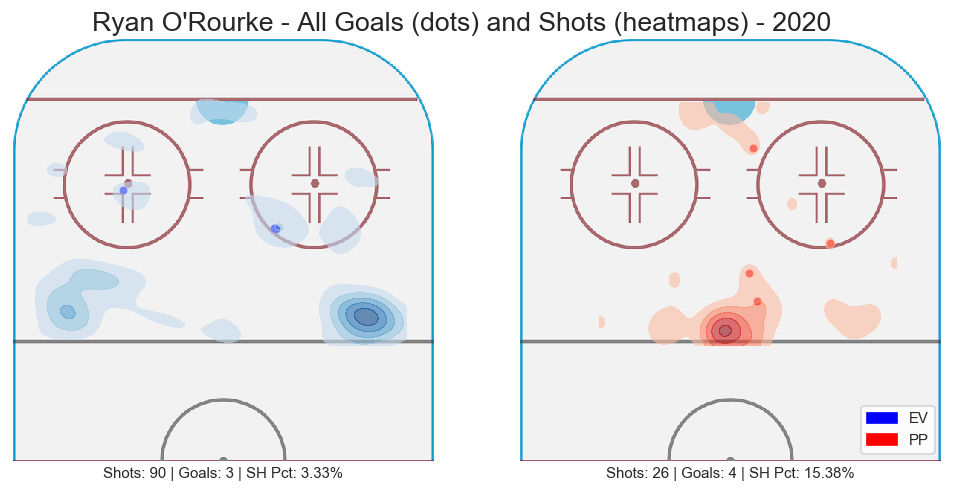 Ryan O'Rourke - All Goals (dots) and Shots (heatmaps) - 2020
EV
PP
Shots: 90 | Goals: 3 | SH Pct: 3.33%
Shots: 26 | Goals: 4 | SH Pct: 15.38%